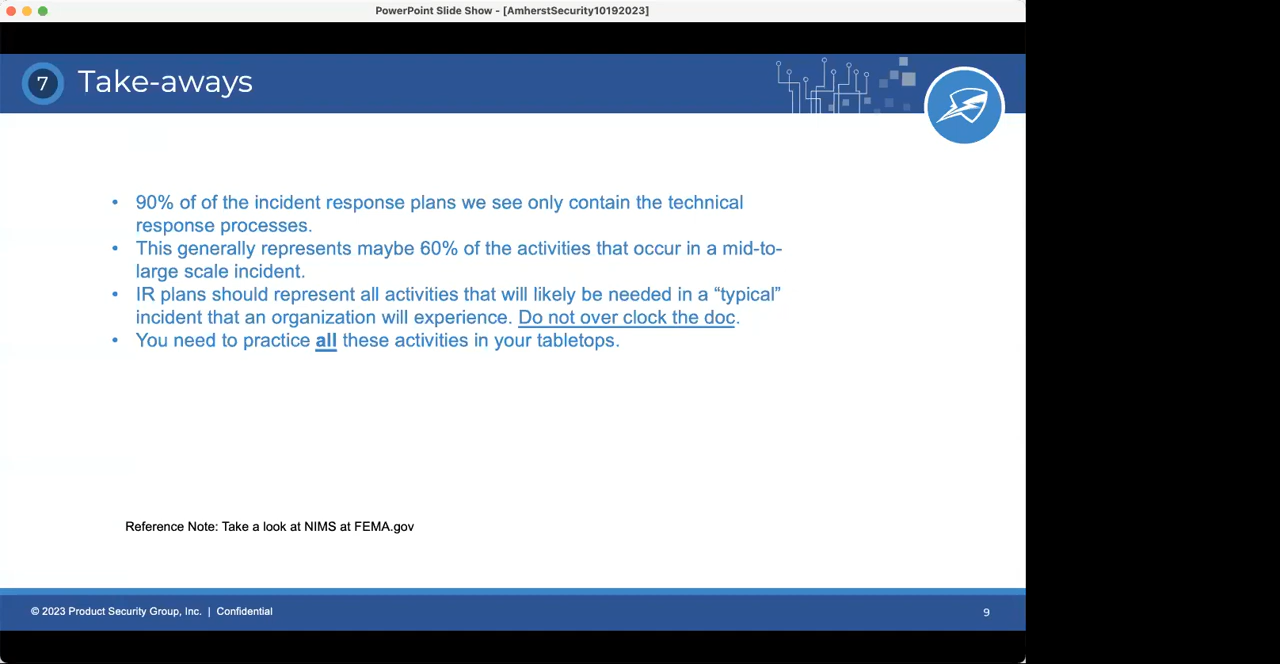 PowerPoint Slide Show - [AmherstSecurity10192023]
7 Take-aways
• 90% of of the incident response plans we see only contain the technical
response processes.
• This generally represents maybe 60% of the activities that occur in a mid-to-
large scale incident.
• IR plans should represent all activities that will likely be needed in a “typical”
incident that an organization will experience. Do not over clock the doc.
• You need to practice all these activities in your tabletops.
Reference Note: Take a look at NIMS at FEMA.gov
© 2023 Product Security Group, Inc. | Confidential
9